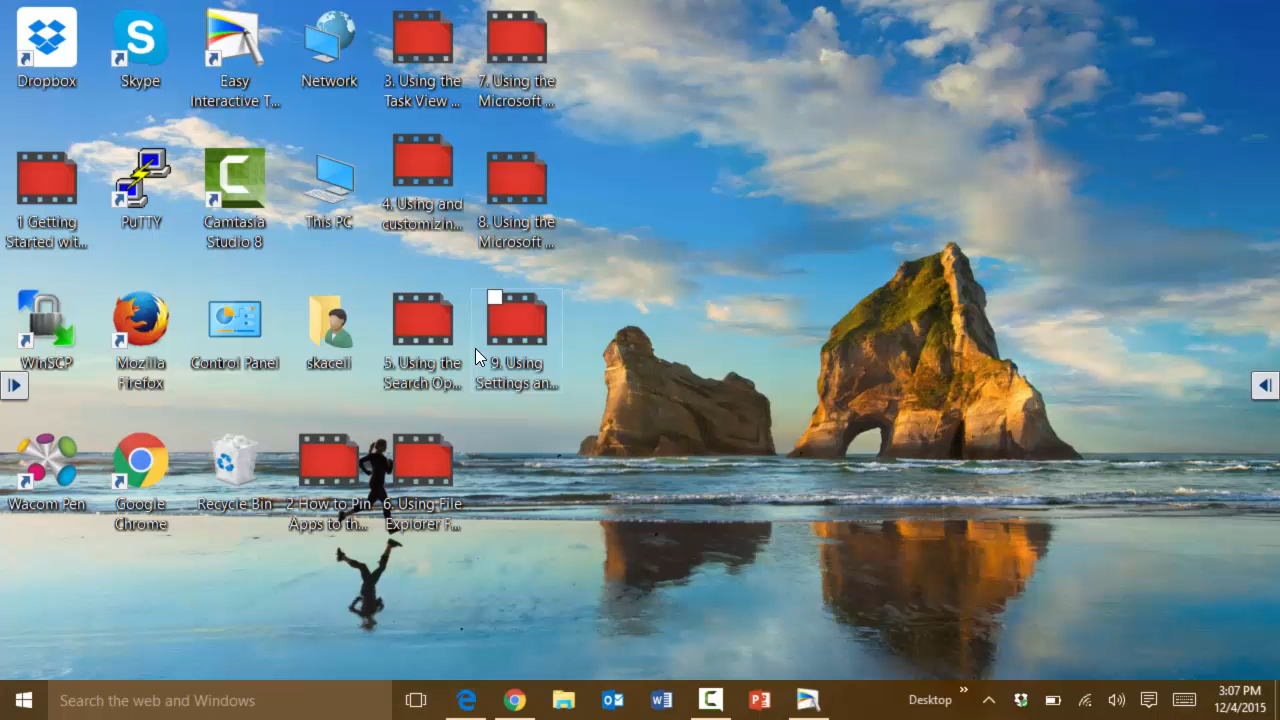 Dropbox
Skype
Easy
Interactive T...
Network
3. Using the
Task View ...
7. Using the
Microsoft ...
1 Getting
Started wit...
PuTTY
Camtasia
Studio 8
This PC
4. Using and
customizin...
8. Using the
Microsoft ...
WinSCP
Mozilla
Firefox
Control Panel
skaceli
5. Using the
Search Op...
9. Using
Settings an...
Wacom Pen
Google
Chrome
Recycle Bin
2 How to Pin
Apps to th...
6. Using File
Explorer F...
Search the web and Windows
Desktop
3:07 PM
12/4/2015